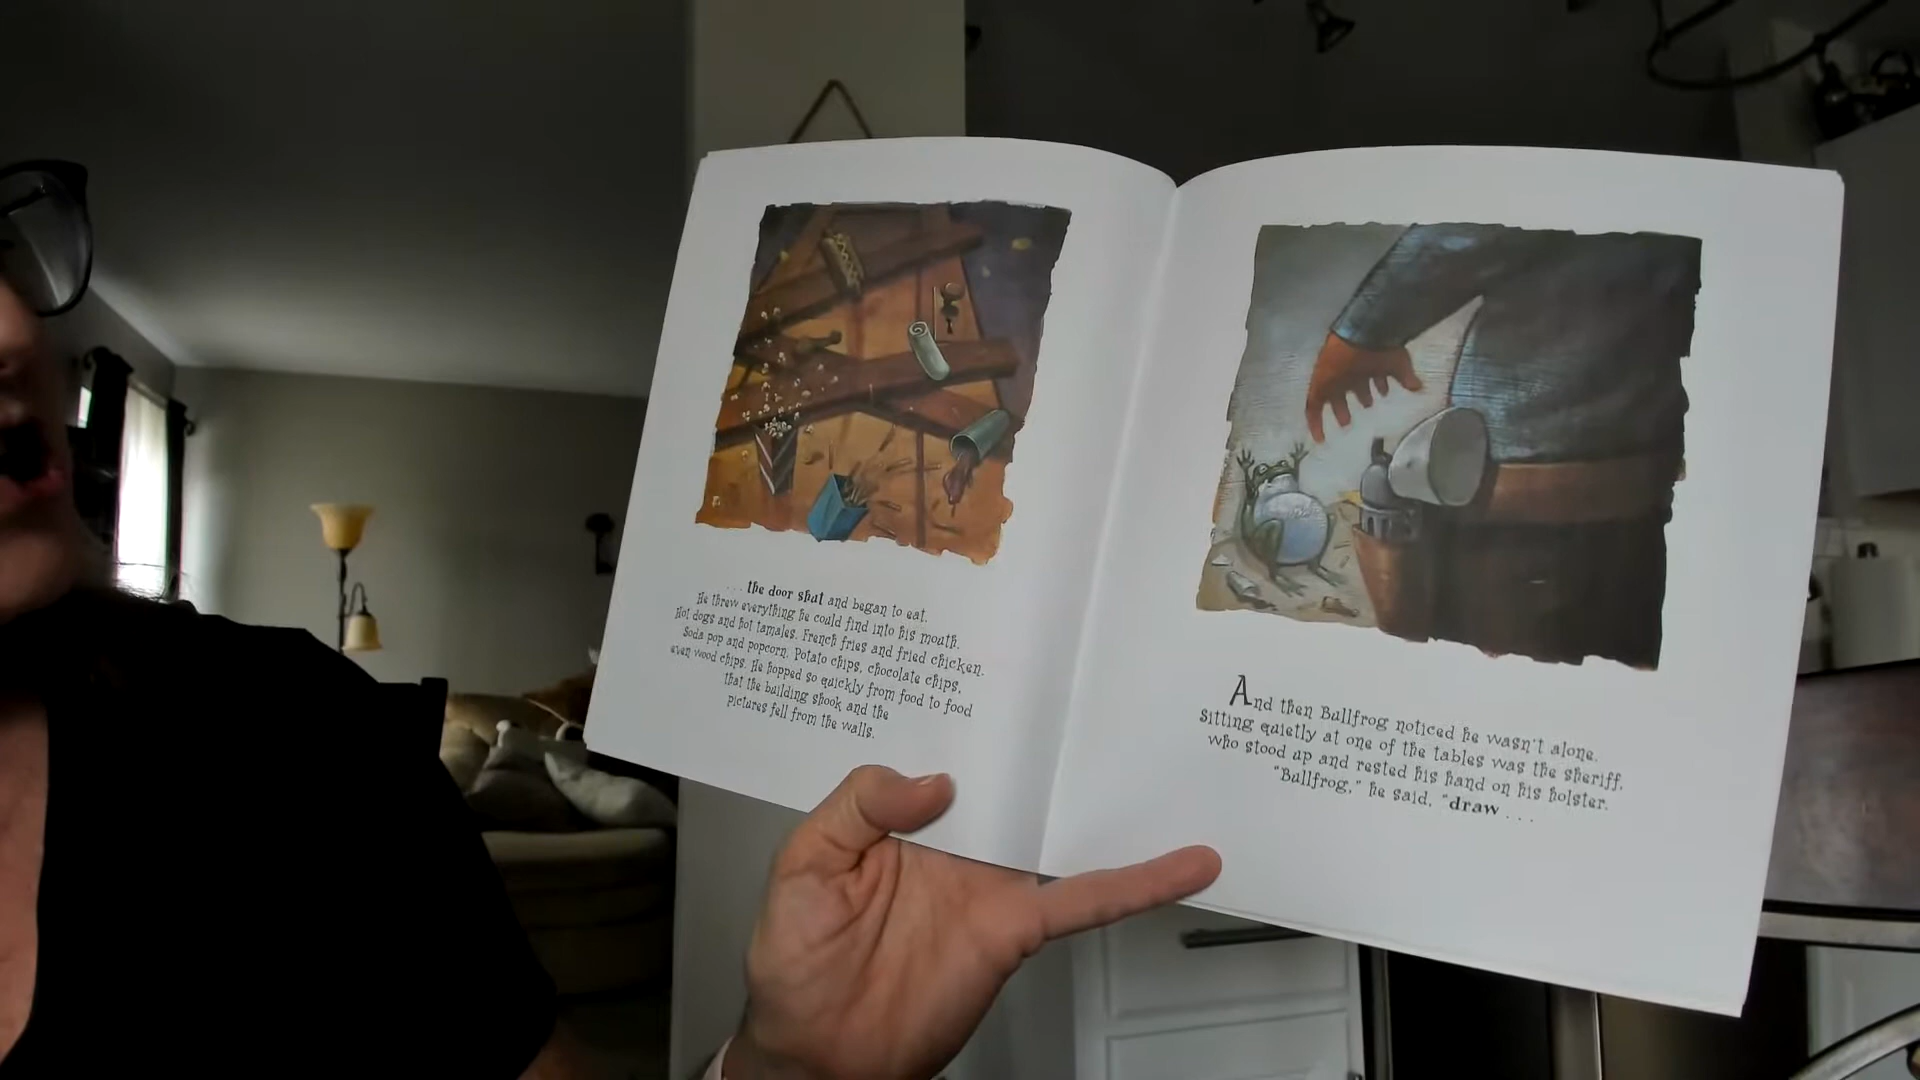 . . . the door shut and began to eat.
He threw everything he could find into his mouth.
Hot dogs and hot tamales. French fries and fried chicken.
Soda pop and popcorn. Potato chips, chocolate chips,
even wood chips. He hopped so quickly from food to food
that the building shook and the
pictures fell from the walls.
And then Bullfrog noticed he wasn't alone.
Sitting quietly at one of the tables was the sheriff,
who stood up and rested his hand on his holster.
"Bullfrog," he said, "draw . . .